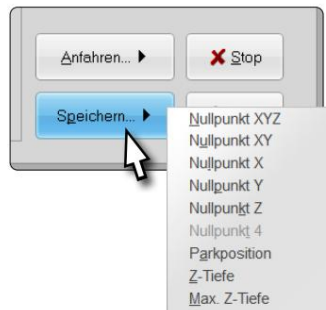 Anfahren... Stop
Speichern...
Nullpunkt XYZ
Nullpunkt XY
Nullpunkt X
Nullpunkt Y
Nullpunkt Z
Nullpunkt 4
Parkposition
Z-Tiefe
Max. Z-Tiefe